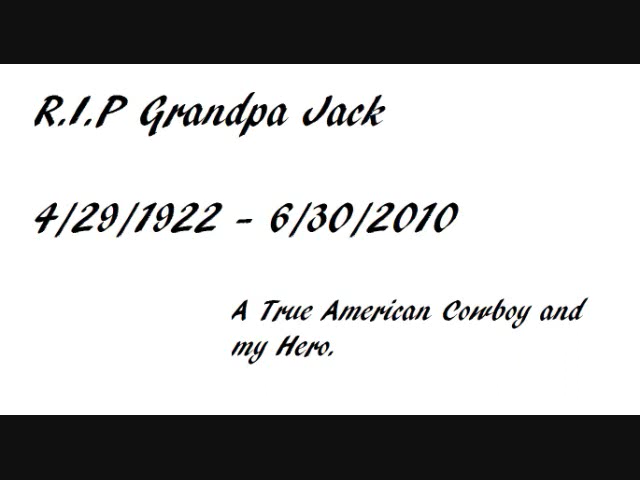 R.I.P Grandpa Jack
4/29/1922 - 6/30/2010
A True American Cowboy and
my Hero.